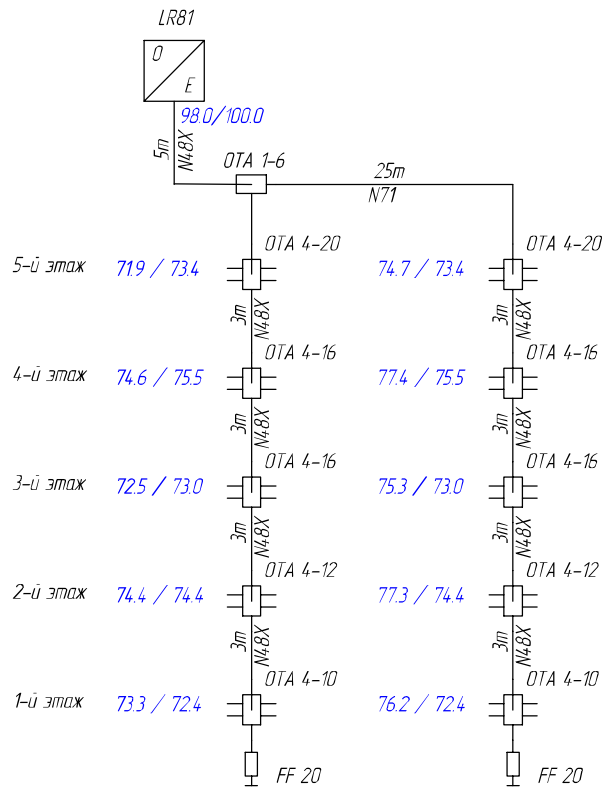 LR81
O
E
98.0/100.0
5m
N48X
OTA 1-6
25m
N71
OTA 4-20
OTA 4-20
5-й этаж 71.9 / 73.4 74.7 / 73.4
3m N48X 3m N48X
OTA 4-16
OTA 4-16
4-й этаж 74.6 / 75.5 77.4 / 75.5
3m N48X 3m N48X
OTA 4-16
OTA 4-16
3-й этаж 72.5 / 73.0 75.3 / 73.0
3m N48X 3m N48X
OTA 4-12
OTA 4-12
2-й этаж 74.4 / 74.4 77.3 / 74.4
3m N48X 3m N48X
OTA 4-10
OTA 4-10
1-й этаж 73.3 / 72.4 76.2 / 72.4
FF 20
FF 20